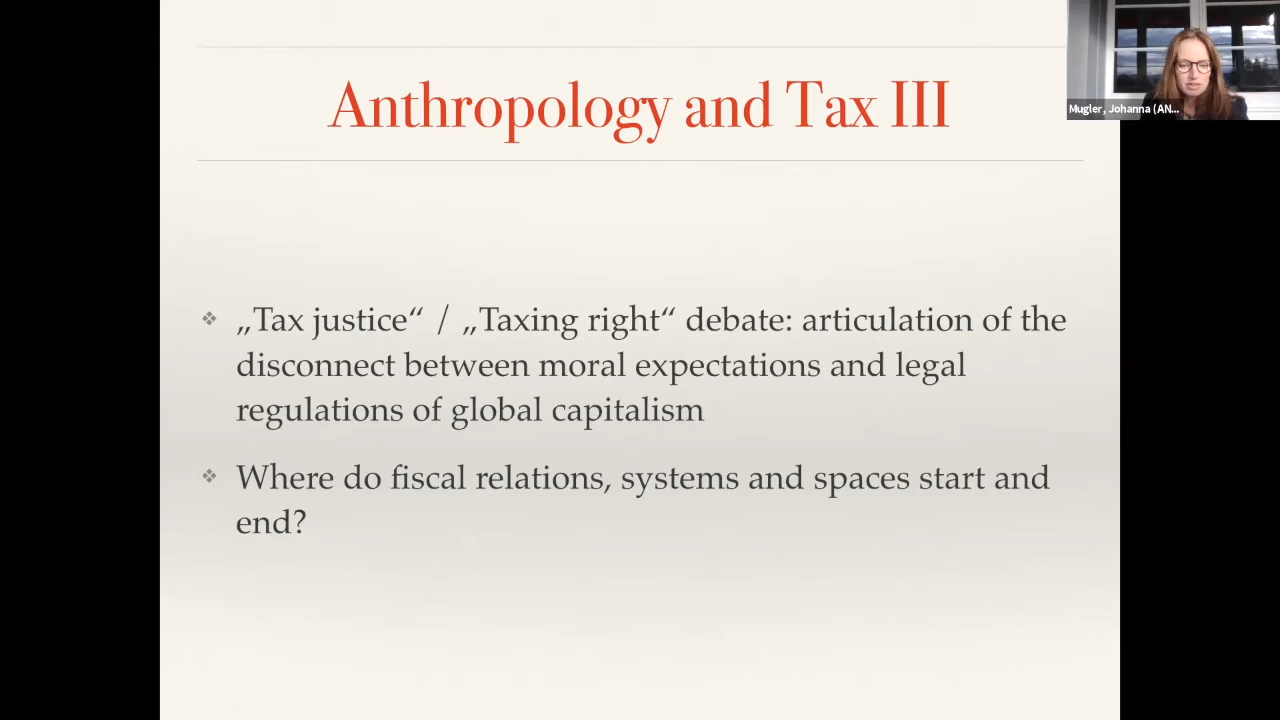 Anthropology and Tax III
Mugler, Johanna (AN...
„Tax justice“ / „Taxing right“ debate: articulation of the
disconnect between moral expectations and legal
regulations of global capitalism
Where do fiscal relations, systems and spaces start and
end?